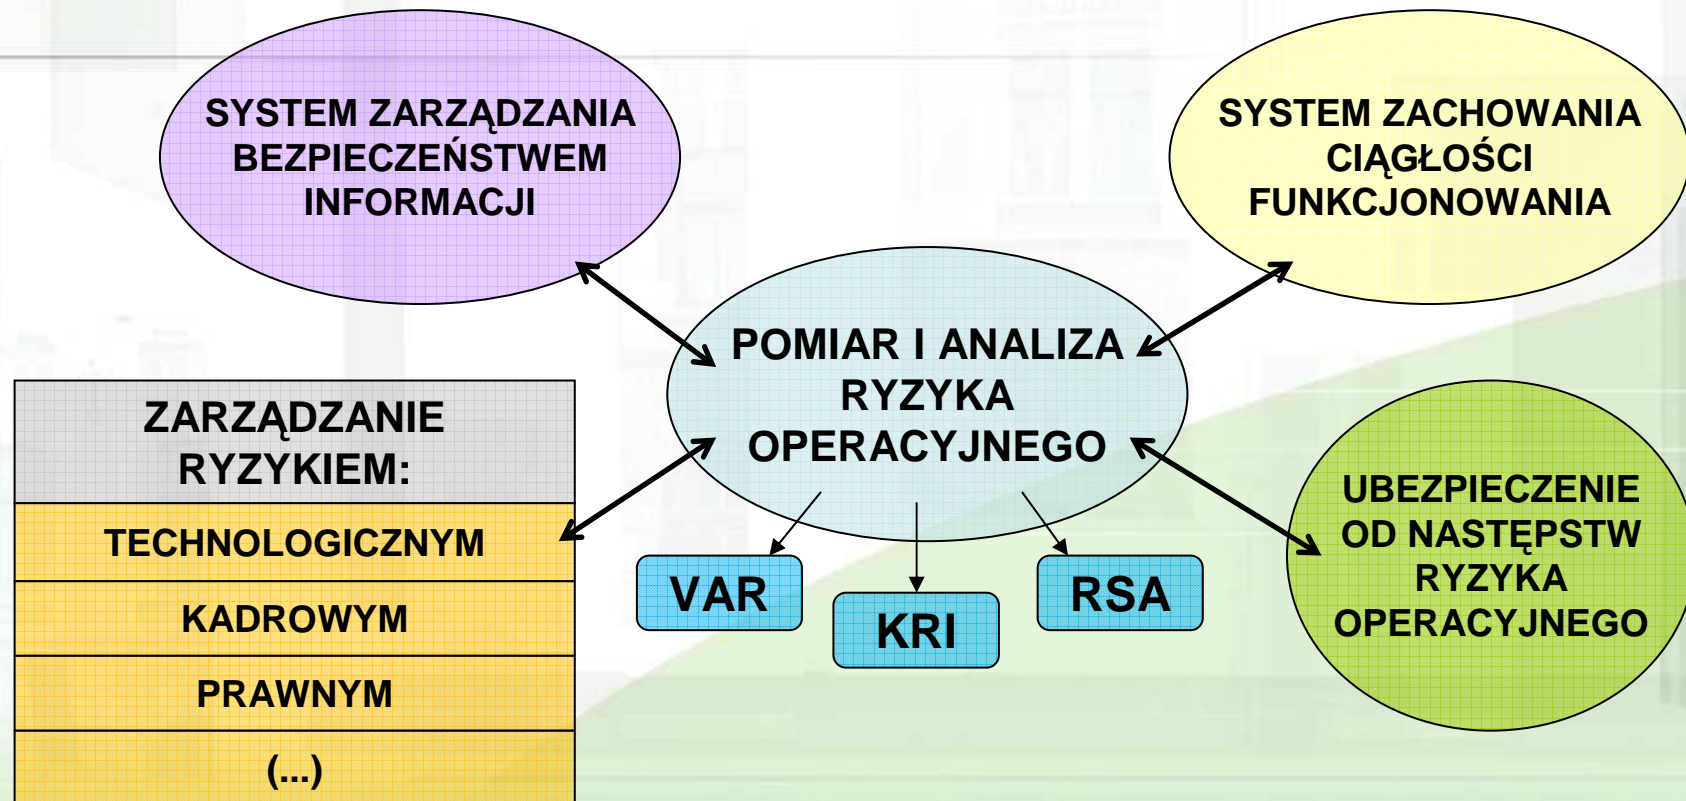 SYSTEM ZARZĄDZANIA
BEZPIECZEŃSTWEM
INFORMACJI
SYSTEM ZACHOWANIA
CIĄGŁOŚCI
FUNKCJONOWANIA
POMIAR I ANALIZA
RYZYKA
OPERACYJNEGO
ZARZĄDZANIE
RYZYKIEM:
TECHNOLOGICZNYM
KADROWYM
PRAWNYM
(...)
VAR
KRI
RSA
UBEZPIECZENIE
OD NASTĘPSTW
RYZYKA
OPERACYJNEGO